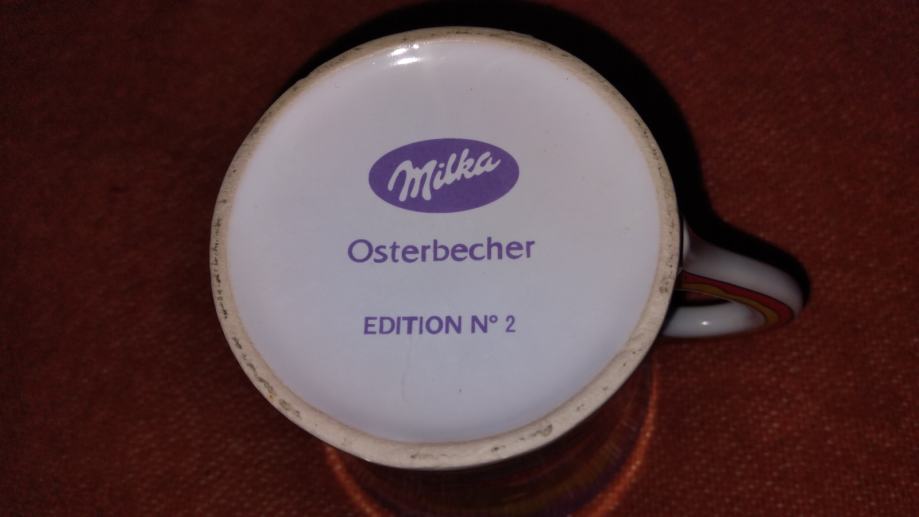 Milka
Osterbecher
EDITION N° 2